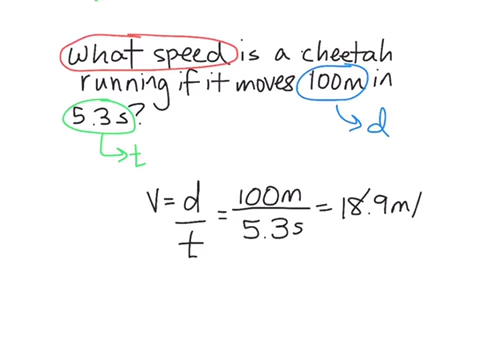 What speed is a cheetah
running if it moves 100m in
5.3s?
d
t
V = d/t = 100m/5.3s = 18.9m/